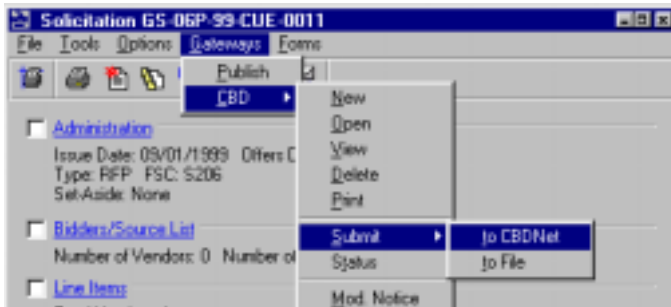 Solicitation GS-06P-99-CUE-0011
File Tools Options Gateways Forms
Publish
CBD
New
Open
View
Delete
Print
Submit
Status
Mod. Notice
to CBDNet
to File
Administration
Issue Date: 09/01/1999 Offers D
Type: RFP FSC: S206
Set-Aside: None
Bidders/Source List
Number of Vendors: 0 Number of
Line Items